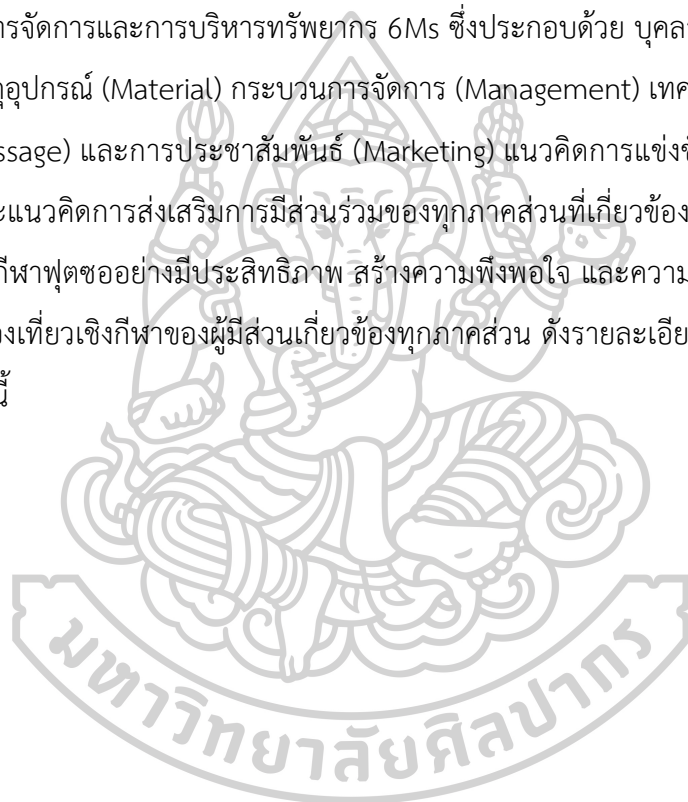 ารจัดการและการบริหารทรัพยากร 6Ms ซึ่งประกอบด้วย บุคล
ุอุปกรณ์ (Material) กระบวนการจัดการ (Management) เทค
ssage) และการประชาสัมพันธ์ (Marketing) แนวคิดการแข่งขั
ะแนวคิดการส่งเสริมการมีส่วนร่วมของทุกภาคส่วนที่เกี่ยวข้อง
กีฬาฟุตซออย่างมีประสิทธิภาพ สร้างความพึงพอใจ และความ
องเที่ยวเชิงกีฬาของผู้มีส่วนเกี่ยวข้องทุกภาคส่วน ดังรายละเอีย
นี้
มหาวิทยาลัยศิลปากร